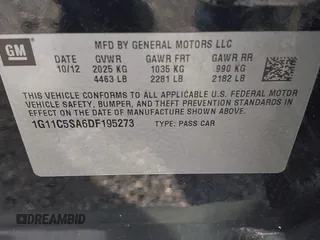 GM
MFD BY GENERAL MOTORS LLC
DATE GVWR GAWR FRT GAWR RR
10/12 2025 KG 1035 KG 990 KG
4463 LB 2281 LB 2182 LB
THIS VEHICLE CONFORMS TO ALL APPLICABLE U.S. FEDERAL MOTOR VEHICLE
SAFETY, BUMPER, AND THEFT PREVENTION STANDARDS IN
EFFECT ON THE DATE OF MANUFACTURE SHOWN ABOVE.
1G11C5SA6DF195273 TYPE: PASS CAR
DREAMBID